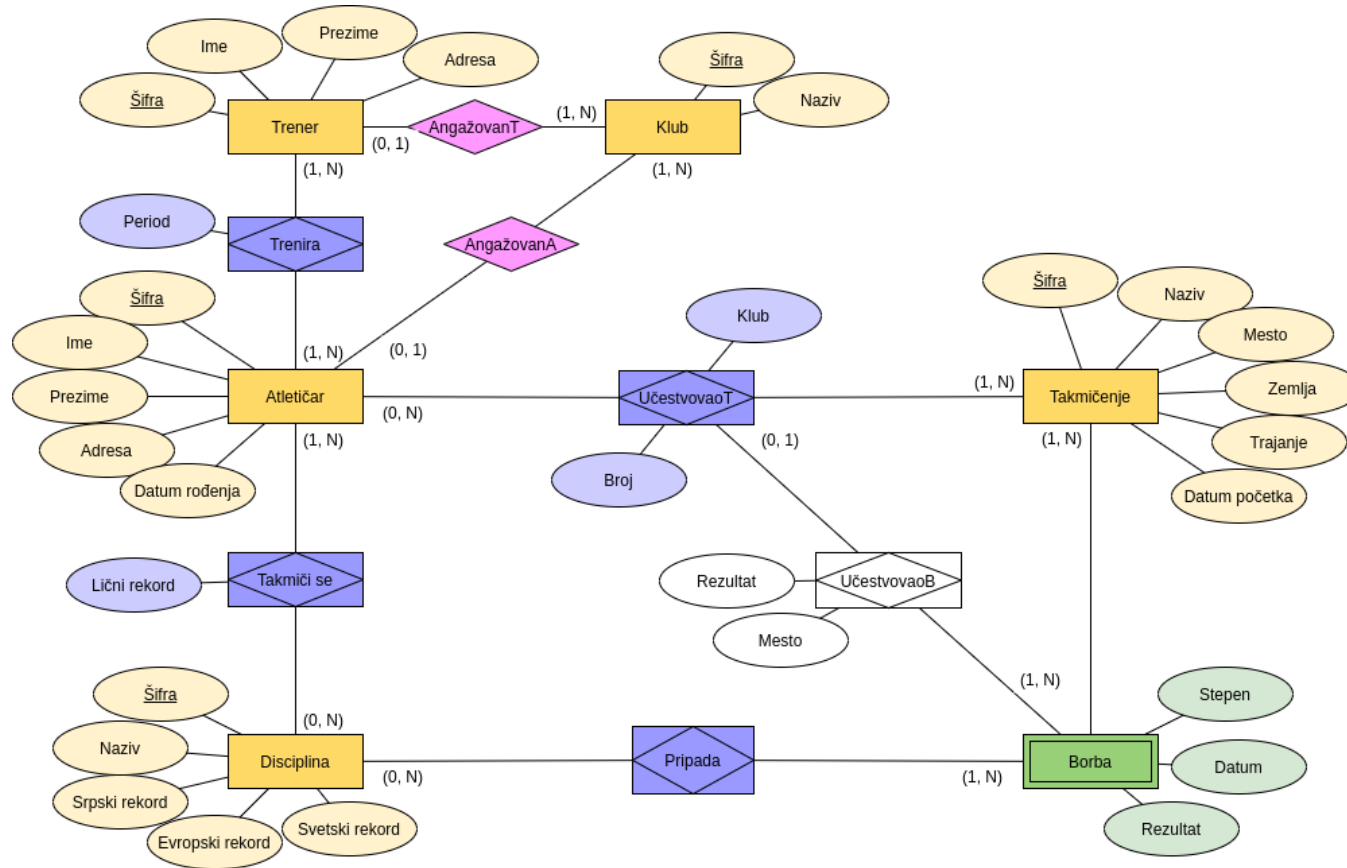 Prezime
Ime
Adresa
Šifra
Šifra
Naziv
Trener
AngažovanT
Klub
(0, 1)
(1, N)
(1, N)
(1, N)
Period
Trenira
AngažovanA
Šifra
Šifra
Naziv
Klub
Ime
Mesto
(1, N)
(0, 1)
Prezime
Atletičar
UčestvovaoT
(1, N)
Takmičenje
Zemlja
(0, N)
Adresa
(1, N)
(0, 1)
(1, N)
Trajanje
Datum rođenja
Broj
Datum početka
Lični rekord
Takmiči se
Rezultat
UčestvovaoB
Mesto
Šifra
(0, N)
(1, N)
Stepen
Naziv
Disciplina
Pripada
Borba
Datum
(0, N)
(1, N)
Srpski rekord
Svetski rekord
Evropski rekord
Rezultat